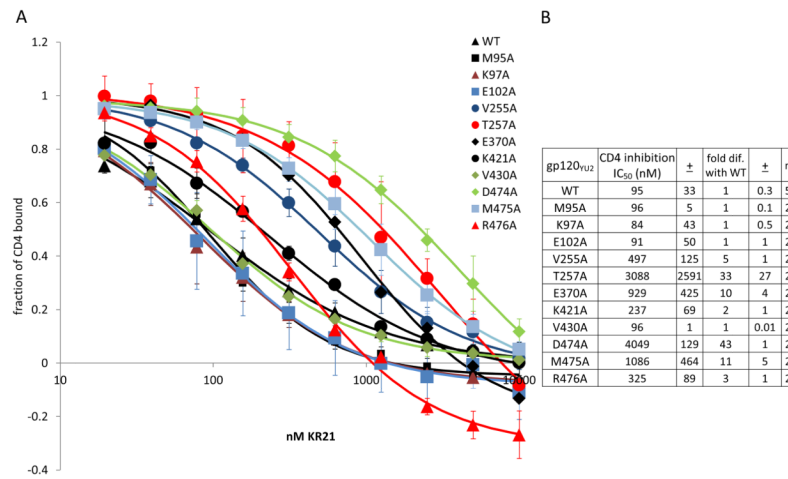 A
B
1.2
1
0.8
0.6
0.4
0.2
0
-0.2
-0.4
10
100
1000
10000
fraction of CD4 bound
nM KR21
WT
M95A
K97A
E102A
V255A
T257A
E370A
K421A
V430A
D474A
M475A
R476A
gp120YU2 CD4 inhibition IC50 (nM) ± fold dif. with WT ±
WT 95 33 1 0.3
M95A 96 5 1 0.1
K97A 84 43 1 0.5
E102A 91 50 1 1
V255A 497 125 5 1
T257A 3088 2591 33 27
E370A 929 425 10 4
K421A 237 69 2 1
V430A 96 1 1 0.01
D474A 4049 129 43 1
M475A 1086 464 11 5
R476A 325 89 3 1